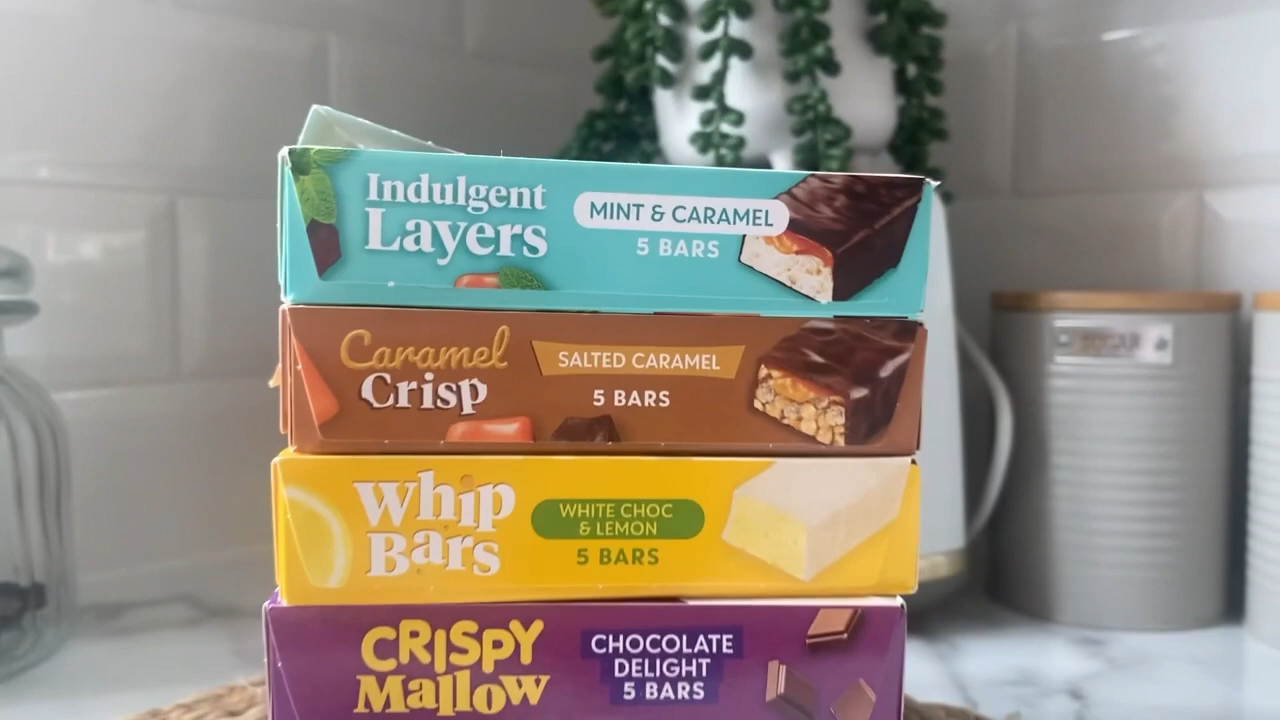 Indulgent
Layers
MINT & CARAMEL
5 BARS
Caramel
Crisp
SALTED CARAMEL
5 BARS
Whip
Bars
WHITE CHOC
& LEMON
5 BARS
CRISPY
Mallow
CHOCOLATE
DELIGHT
5 BARS
SUGAR